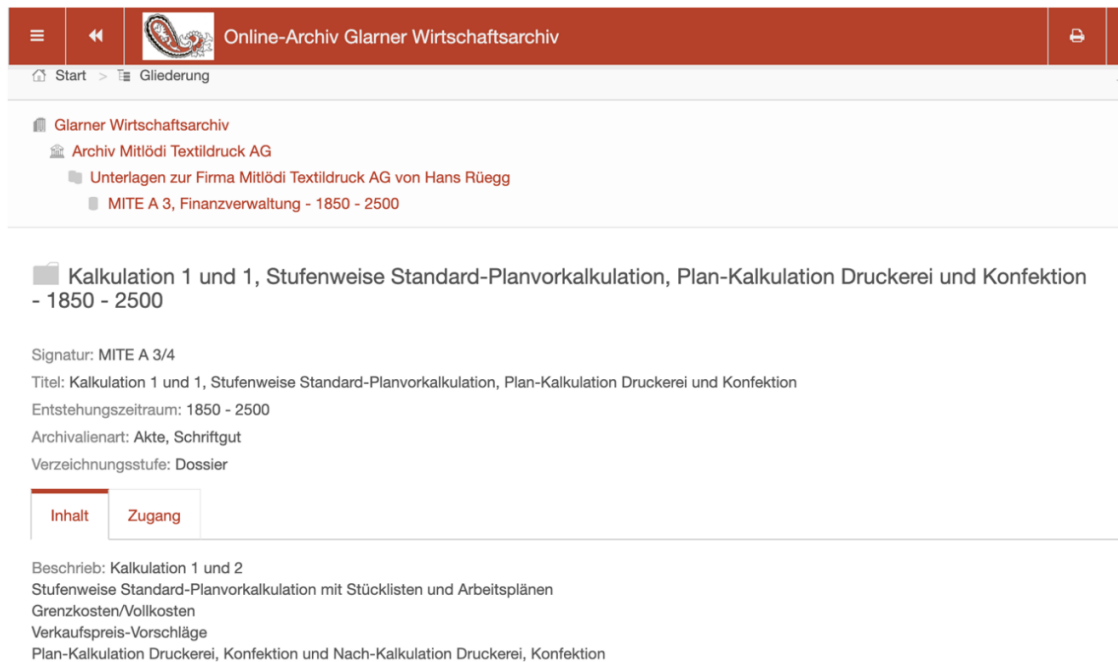 Online-Archiv Glarner Wirtschaftsarchiv
Start > Gliederung
Glarner Wirtschaftsarchiv
Archiv Mitlödi Textildruck AG
Unterlagen zur Firma Mitlödi Textildruck AG von Hans Rüegg
MITE A 3, Finanzverwaltung - 1850 - 2500
Kalkulation 1 und 1, Stufenweise Standard-Planvorkalkulation, Plan-Kalkulation Druckerei und Konfektion
- 1850 - 2500
Signatur: MITE A 3/4
Titel: Kalkulation 1 und 1, Stufenweise Standard-Planvorkalkulation, Plan-Kalkulation Druckerei und Konfektion
Entstehungszeitraum: 1850 - 2500
Archivalienart: Akte, Schriftgut
Verzeichnungsstufe: Dossier
Inhalt Zugang
Beschrieb: Kalkulation 1 und 2
Stufenweise Standard-Planvorkalkulation mit Stücklisten und Arbeitsplänen
Grenzkosten/Vollkosten
Verkaufspreis-Vorschläge
Plan-Kalkulation Druckerei, Konfektion und Nach-Kalkulation Druckerei, Konfektion